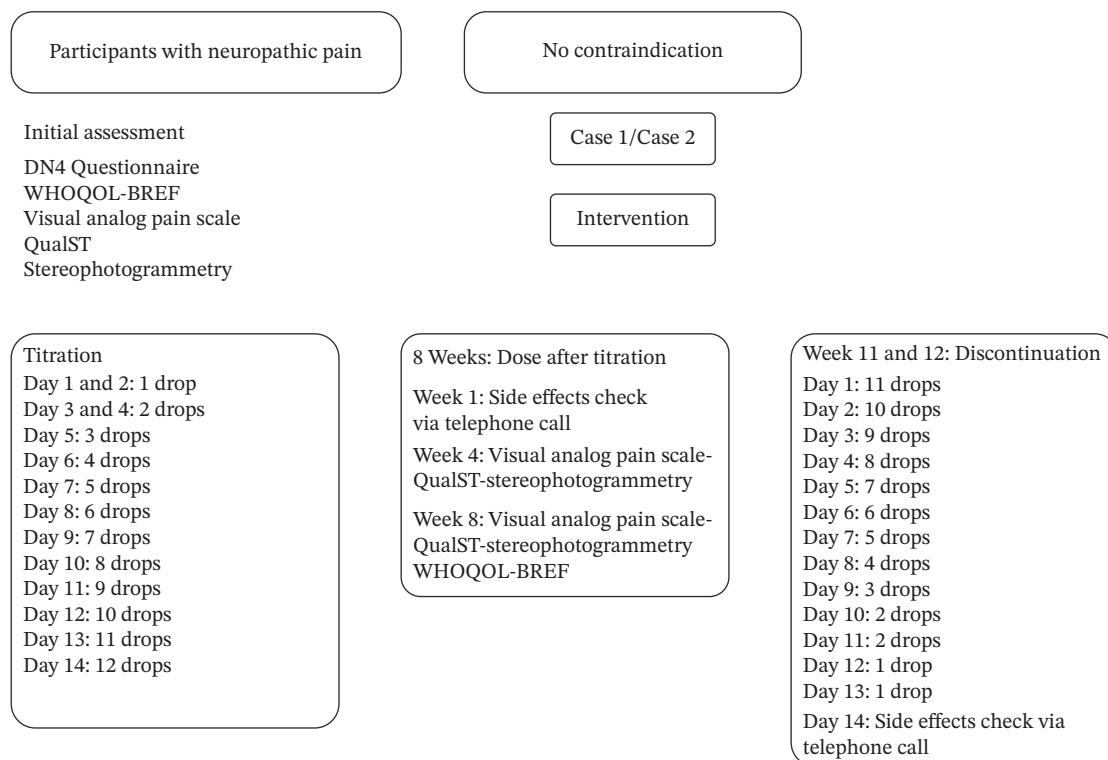 Participants with neuropathic pain
No contraindication
Initial assessment
DN4 Questionnaire
WHOQOL-BREF
Visual analog pain scale
QualST
Stereophotogrammetry
Case 1/Case 2
Intervention
Titration
Day 1 and 2: 1 drop
Day 3 and 4: 2 drops
Day 5: 3 drops
Day 6: 4 drops
Day 7: 5 drops
Day 8: 6 drops
Day 9: 7 drops
Day 10: 8 drops
Day 11: 9 drops
Day 12: 10 drops
Day 13: 11 drops
Day 14: 12 drops
8 Weeks: Dose after titration
Week 1: Side effects check
via telephone call
Week 4: Visual analog pain scale-
QualST-stereophotogrammetry
Week 8: Visual analog pain scale-
QualST-stereophotogrammetry
WHOQOL-BREF
Week 11 and 12: Discontinuation
Day 1: 11 drops
Day 2: 10 drops
Day 3: 9 drops
Day 4: 8 drops
Day 5: 7 drops
Day 6: 6 drops
Day 7: 5 drops
Day 8: 4 drops
Day 9: 3 drops
Day 10: 2 drops
Day 11: 2 drops
Day 12: 1 drop
Day 13: 1 drop
Day 14: Side effects check via
telephone call